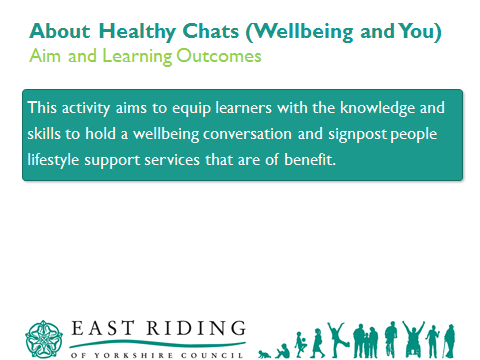 About Healthy Chats (Wellbeing and You)
Aim and Learning Outcomes
This activity aims to equip learners with the knowledge and
skills to hold a wellbeing conversation and signpost people
lifestyle support services that are of benefit.
EAST RIDING
OF YORKSHIRE COUNCIL